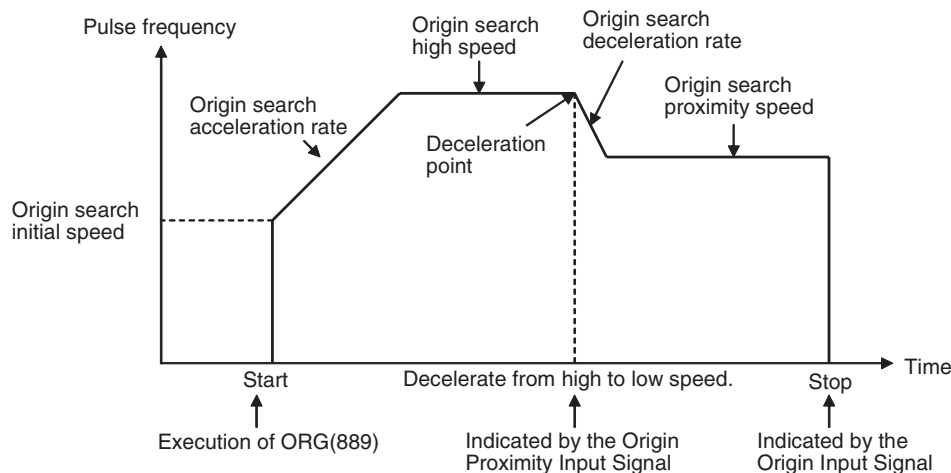 Pulse frequency
Origin search
high speed
Origin search
deceleration rate
Origin search
acceleration rate
Origin search
proximity speed
Deceleration
point
Origin search
initial speed
Time
Start
Decelerate from high to low speed.
Stop
Execution of ORG(889)
Indicated by the Origin
Proximity Input Signal
Indicated by the
Origin Input Signal